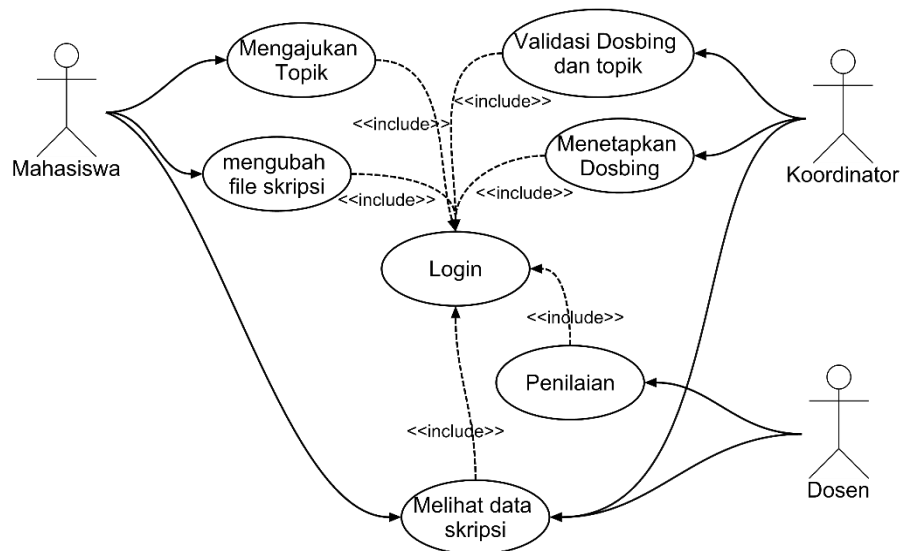 Mengajukan
Topik
Validasi Dosbing
dan topik
<<include>>
<<include>>
Mahasiswa
mengubah
file skripsi
Menetapkan
Dosbing
Koordinator
<<include>>
<<include>>
Login
<<include>>
Penilaian
<<include>>
Melihat data
skripsi
Dosen